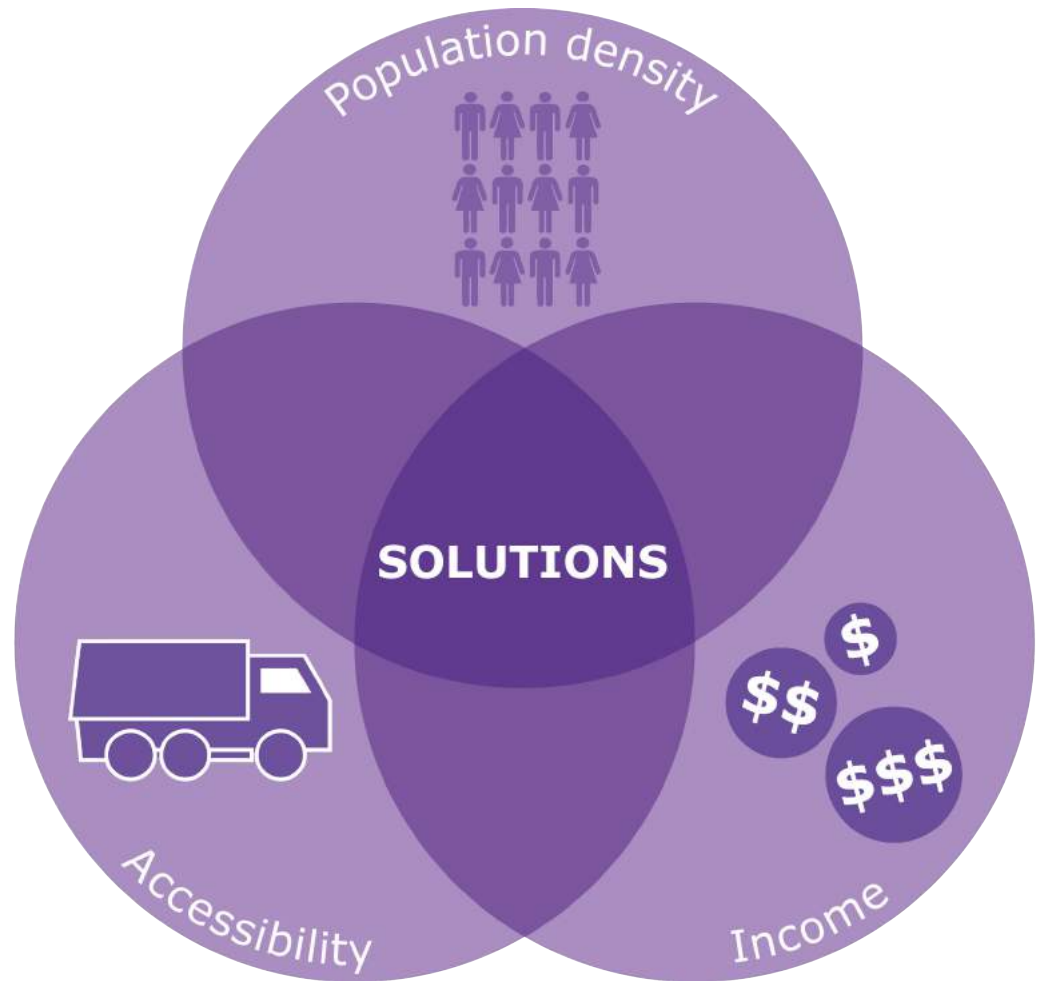 Population density
SOLUTIONS
$
$$
$$$
Accessibility
Income